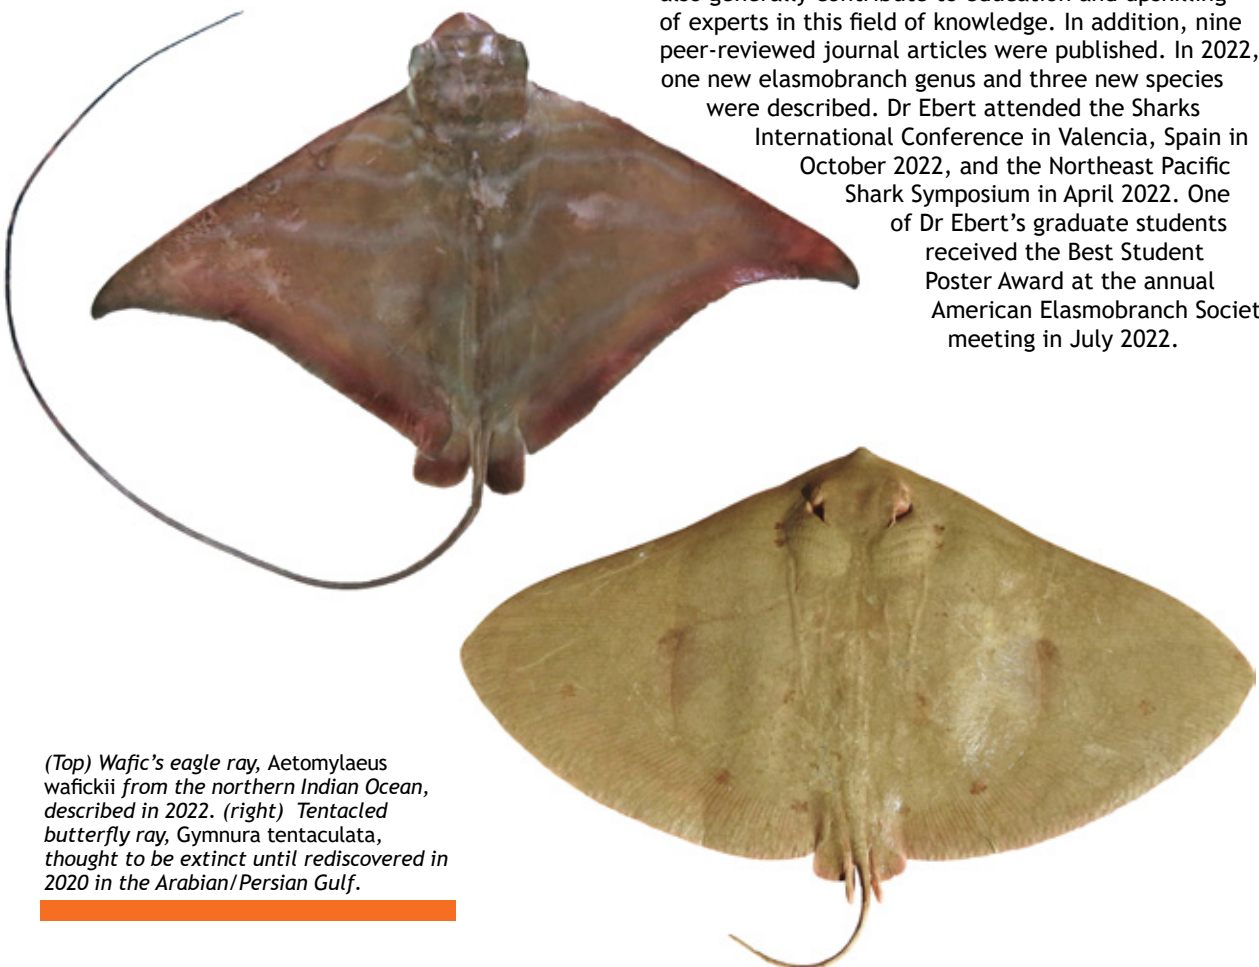 of experts in this field of knowledge. In addition, nine
peer-reviewed journal articles were published. In 2022,
one new elasmobranch genus and three new species
were described. Dr Ebert attended the Sharks
International Conference in Valencia, Spain in
October 2022, and the Northeast Pacific
Shark Symposium in April 2022. One
of Dr Ebert’s graduate students
received the Best Student
Poster Award at the annual
American Elasmobranch Societ
meeting in July 2022.
(Top) Wafic’s eagle ray, Aetomylaeus
wafickii from the northern Indian Ocean,
described in 2022. (right) Tentacled
butterfly ray, Gymnura tentaculata,
thought to be extinct until rediscovered in
2020 in the Arabian/Persian Gulf.